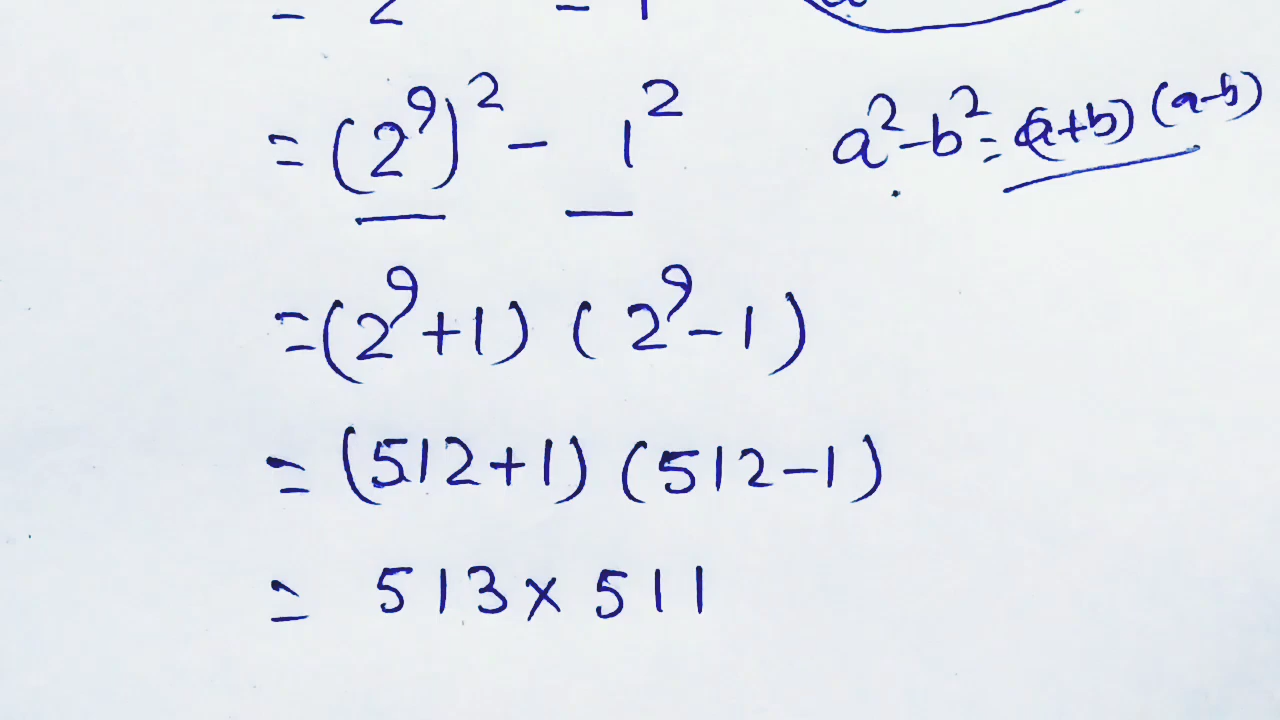 = (2⁹)² - 1²
a² - b² = (a+b) (a-b)
= (2⁹ + 1) (2⁹ - 1)
= (512 + 1) (512 - 1)
= 513 × 511